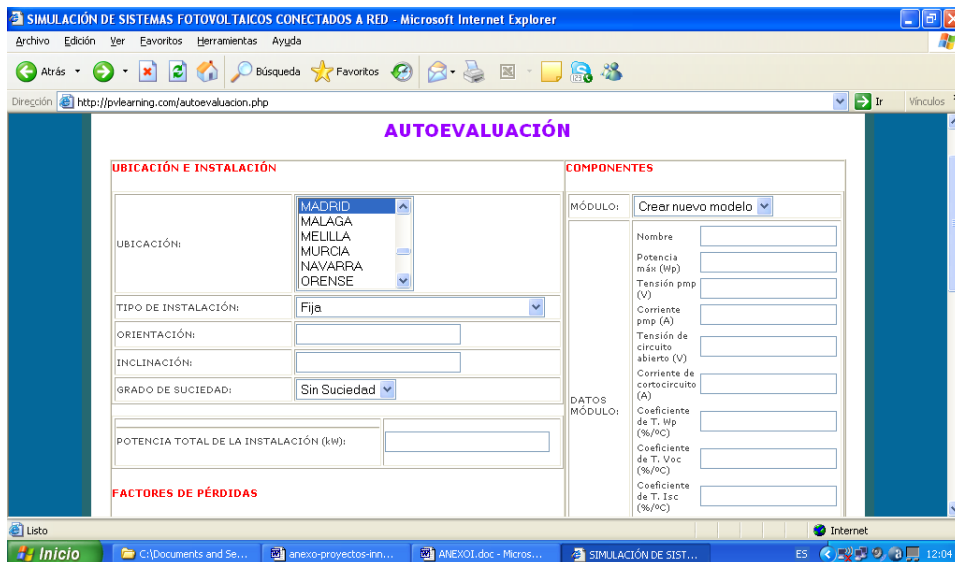 SIMULACIÓN DE SISTEMAS FOTOVOLTAICOS CONECTADOS A RED - Microsoft Internet Explorer
Archivo Edición Ver Favoritos Herramientas Ayuda
Atrás Búsqueda Favoritos
Dirección http://pvlearning.com/autoevaluacion.php Ir Vínculos
AUTOEVALUACIÓN
UBICACIÓN E INSTALACIÓN
UBICACIÓN:
MADRID
MALAGA
MELILLA
MURCIA
NAVARRA
ORENSE
TIPO DE INSTALACIÓN: Fija
ORIENTACIÓN:
INCLINACIÓN:
GRADO DE SUCIEDAD: Sin Suciedad
POTENCIA TOTAL DE LA INSTALACIÓN (kW):
FACTORES DE PÉRDIDAS
COMPONENTES
MÓDULO: Crear nuevo modelo
DATOS
MÓDULO:
Nombre
Potencia
máx (Wp)
Tensión pmp
(V)
Corriente
pmp (A)
Tensión de
circuito
abierto (V)
Corriente de
cortocircuito
(A)
Coeficiente
de T. Wp
(%/ºC)
Coeficiente
de T. Voc
(%/ºC)
Coeficiente
de T. Isc
(%/ºC)
Listo Internet
Inicio C:\Documents and Se... anexo-proyectos-inn... ANEXOI.doc - Micros... SIMULACIÓN DE SIST... ES 12:04